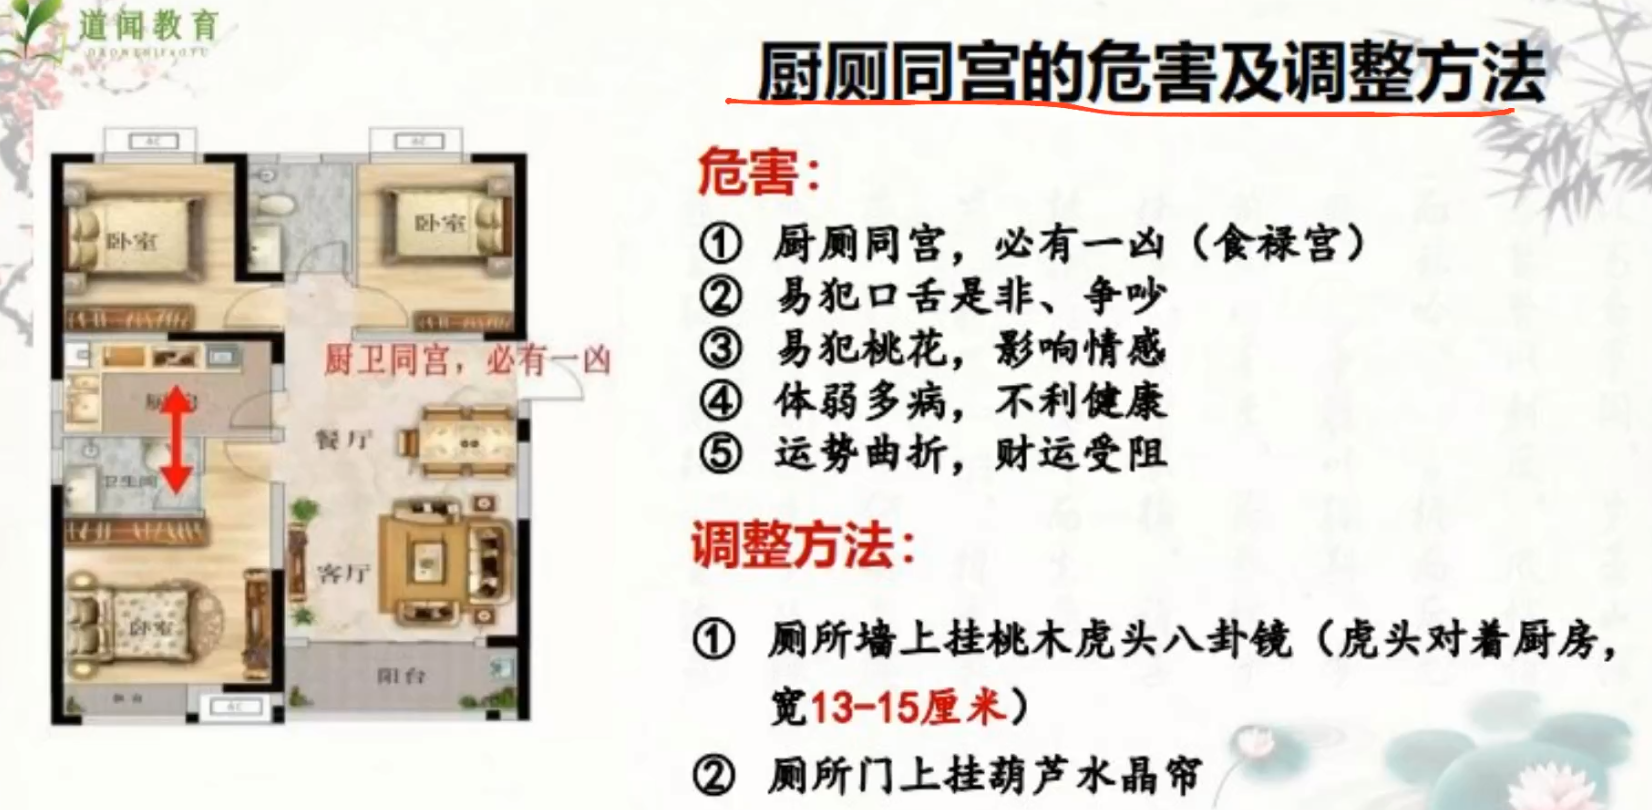 道闻教育
厨厕同宫的危害及调整方法
AC
AC
卧室
卧室
厨卫同宫，必有一凶
餐厅
卫生间
客厅
卧室
阳台
AC
危害：
① 厨厕同宫，必有一凶（食禄宫）
② 易犯口舌是非、争吵
③ 易犯桃花，影响情感
④ 体弱多病，不利健康
⑤ 运势曲折，财运受阻
调整方法：
① 厕所墙上挂桃木虎头八卦镜（虎头对着厨房，
宽13-15厘米）
② 厕所门上挂葫芦水晶帘